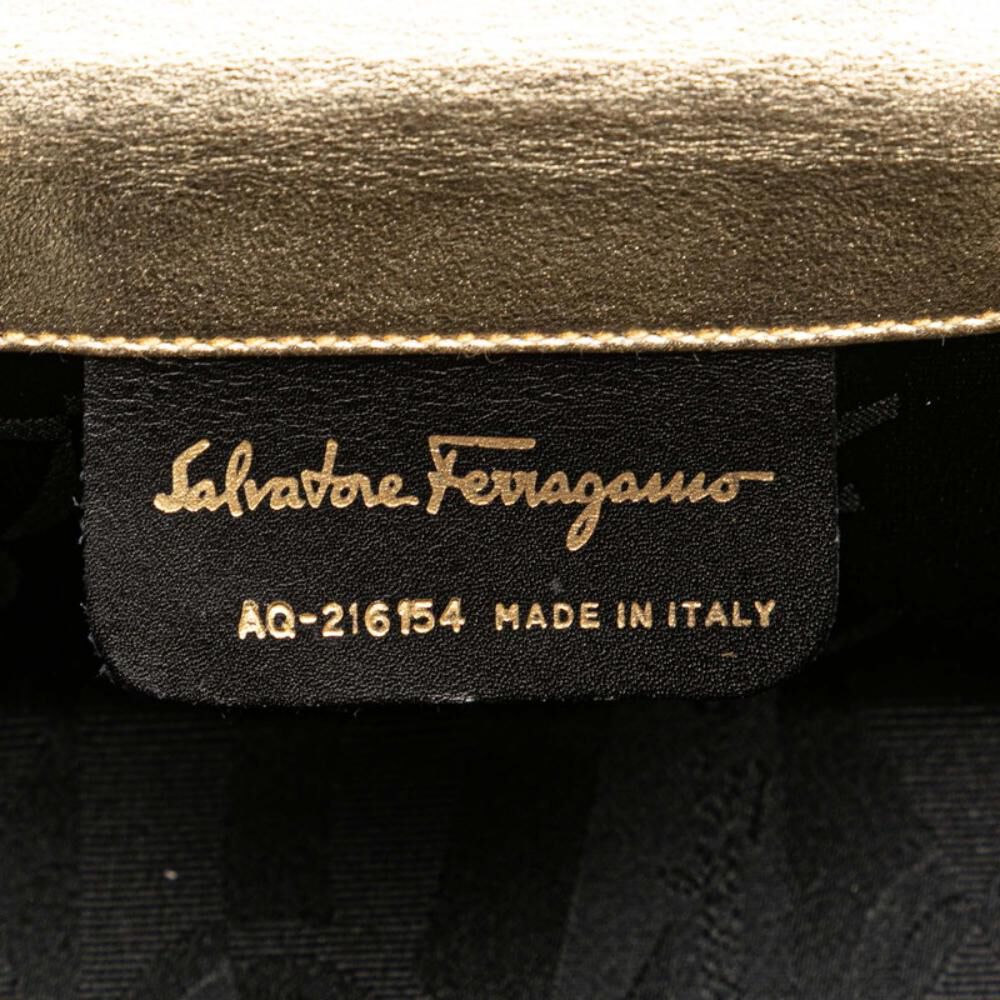 Salvatore Ferragamo
AQ-216154 MADE IN ITALY